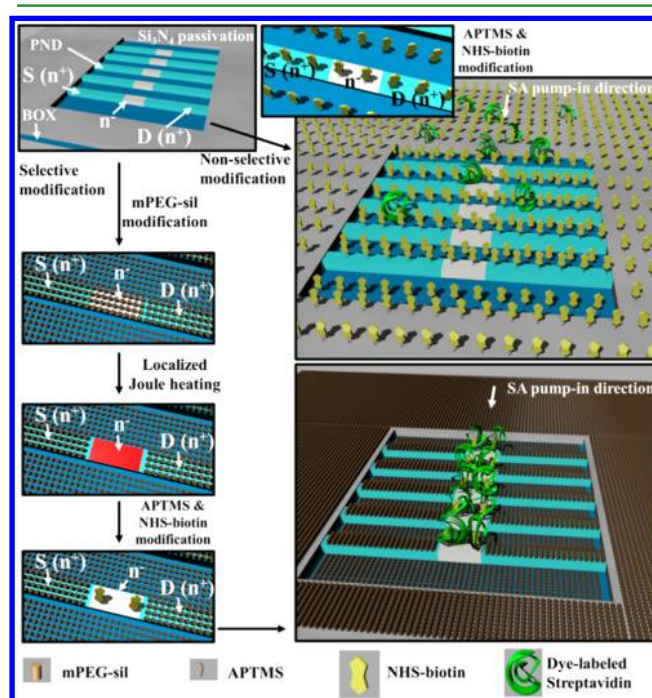 Si₃N₄ passivation
PND
S (n⁺)
BOX
n⁻
D (n⁺)
Selective
modification
Non-selective
modification
mPEG-sil
modification
S (n⁺)
n⁻
D (n⁺)
Localized
Joule heating
S (n⁺)
n⁻
D (n⁺)
APTMS &
NHS-biotin
modification
S (n⁺)
n⁻
D (n⁺)
S (n⁺)
n⁻
D (n⁺)
APTMS &
NHS-biotin
modification
SA pump-in direction
SA pump-in direction
mPEG-sil
APTMS
NHS-biotin
Dye-labeled
Streptavidin